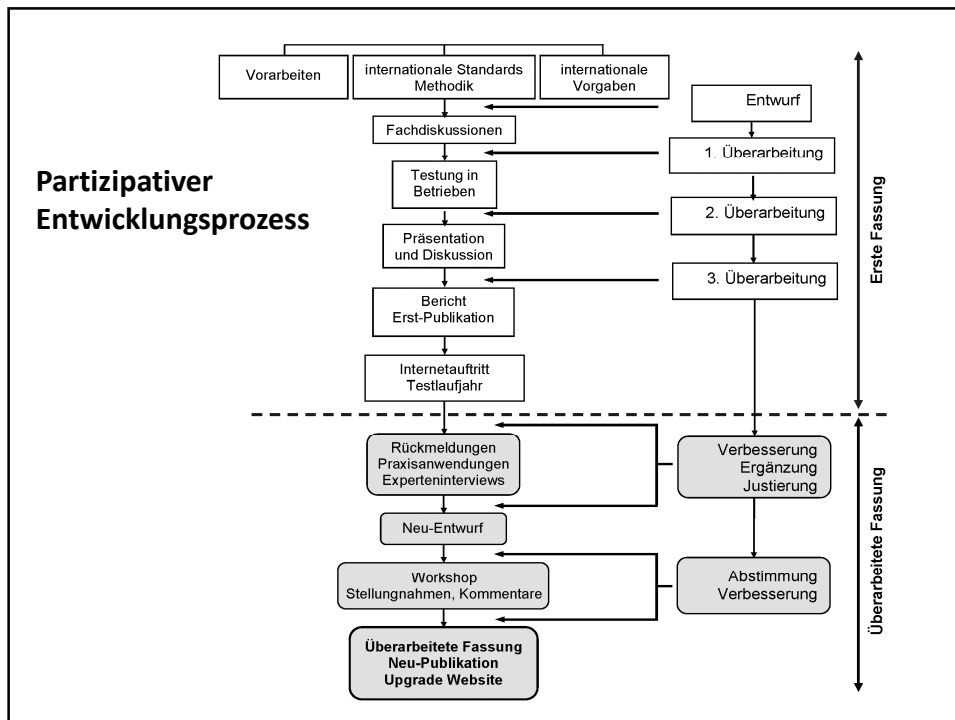 Partizipativer
Entwicklungsprozess
Vorarbeiten
internationale Standards
Methodik
internationale
Vorgaben
Entwurf
Fachdiskussionen
1. Überarbeitung
Testung in
Betrieben
2. Überarbeitung
Präsentation
und Diskussion
3. Überarbeitung
Bericht
Erst-Publikation
Internetauftritt
Testlaufjahr
Erste Fassung
Rückmeldungen
Praxisanwendungen
Experteninterviews
Verbesserung
Ergänzung
Justierung
Neu-Entwurf
Workshop
Stellungnahmen, Kommentare
Abstimmung
Verbesserung
Überarbeitete Fassung
Neu-Publikation
Upgrade Website
Überarbeitete Fassung